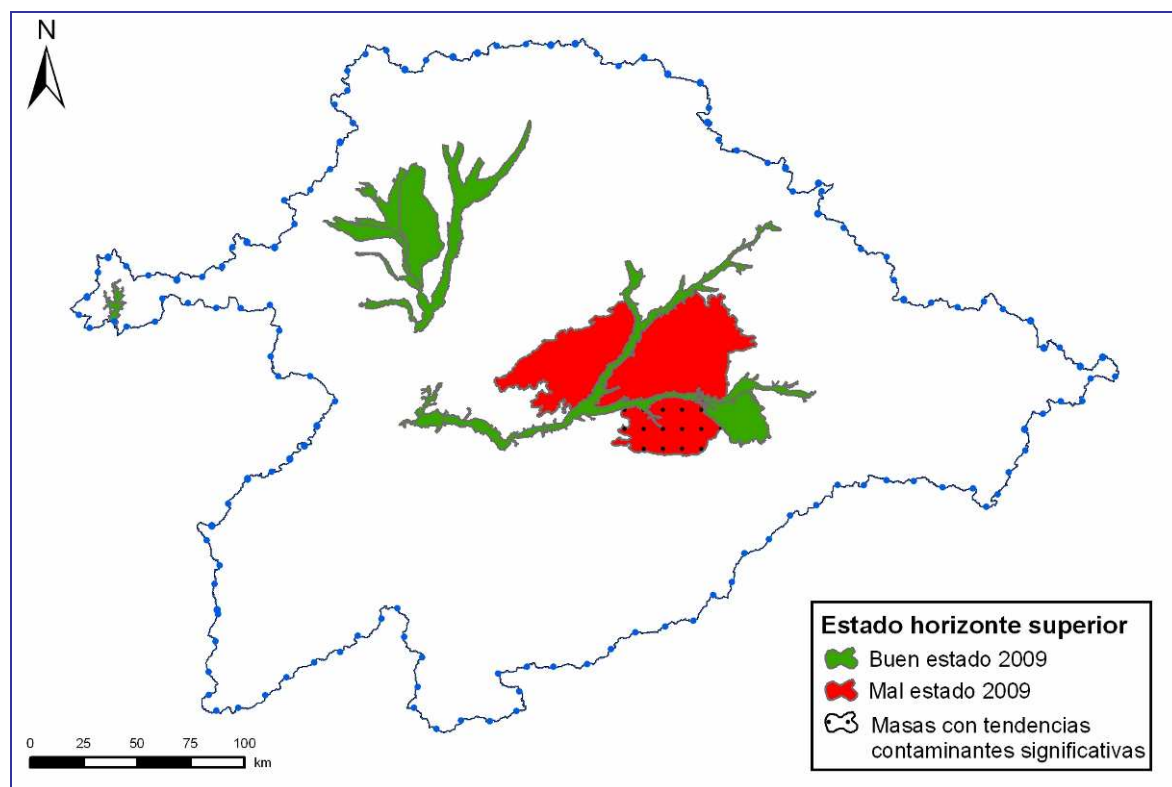 N
Estado horizonte superior
Buen estado 2009
Mal estado 2009
Masas con tendencias
contaminantes significativas
0 25 50 75 100
km